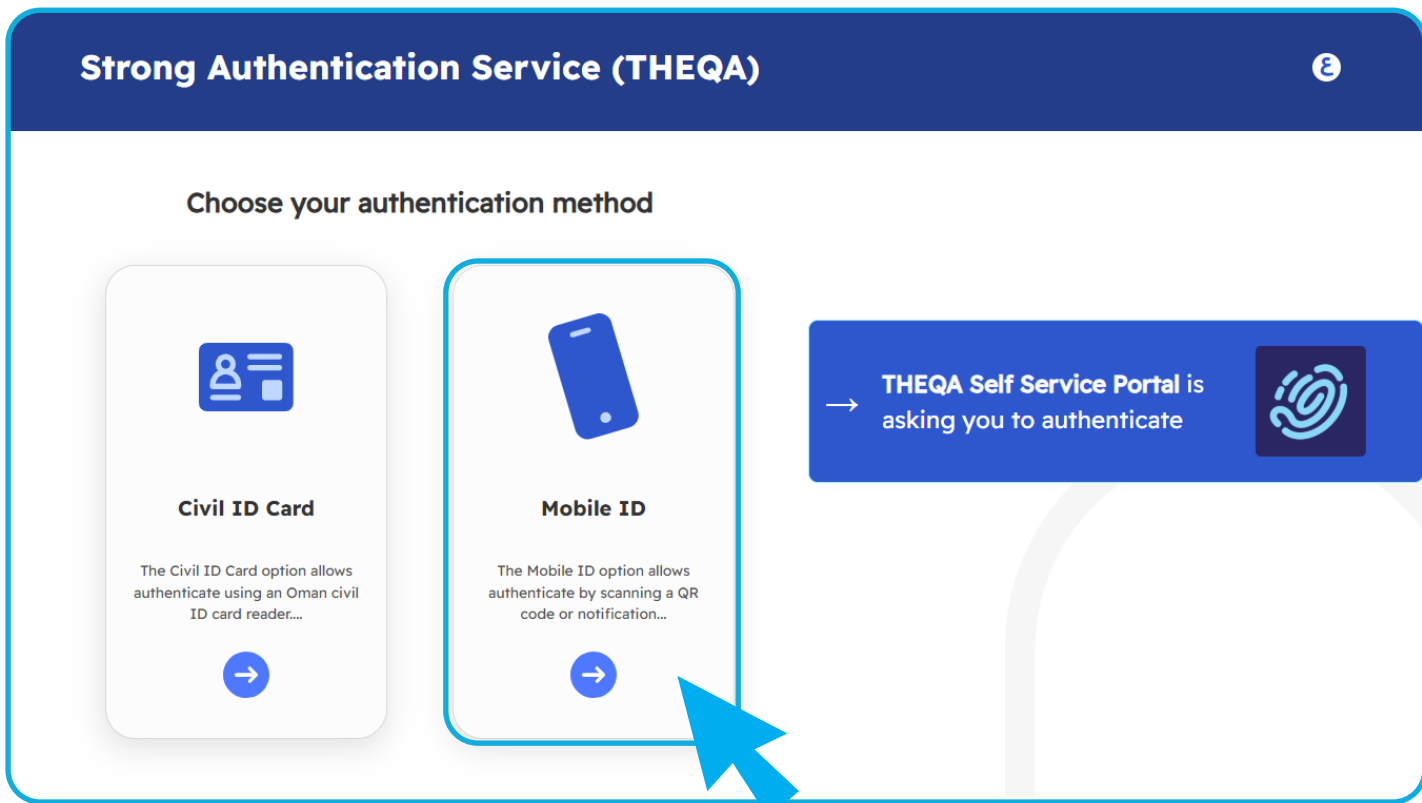 Strong Authentication Service (THEQA)
ع
Choose your authentication method
Civil ID Card
The Civil ID Card option allows
authenticate using an Oman civil
ID card reader....
Mobile ID
The Mobile ID option allows
authenticate by scanning a QR
code or notification...
THEQA Self Service Portal is
asking you to authenticate